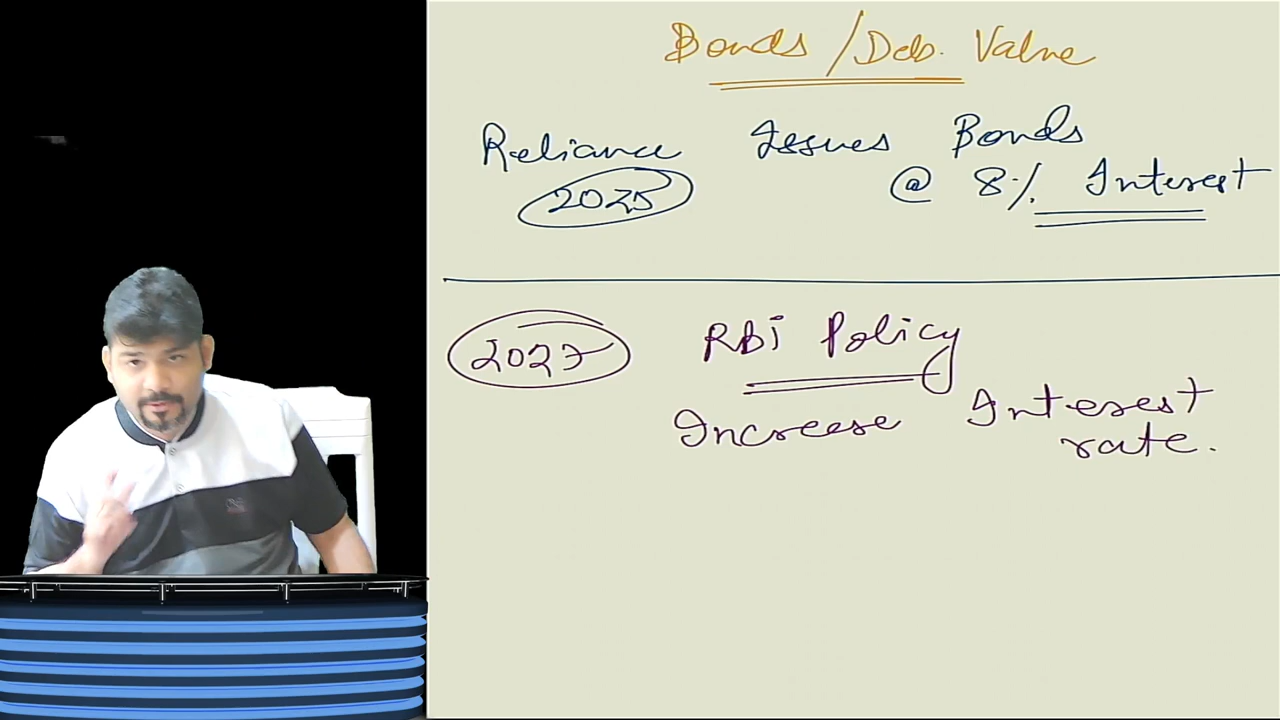 Bonds / Deb. Value
Reliance Issues Bonds
2025 @ 8% Interest
2027 RBI Policy
Increase Interest
rate.